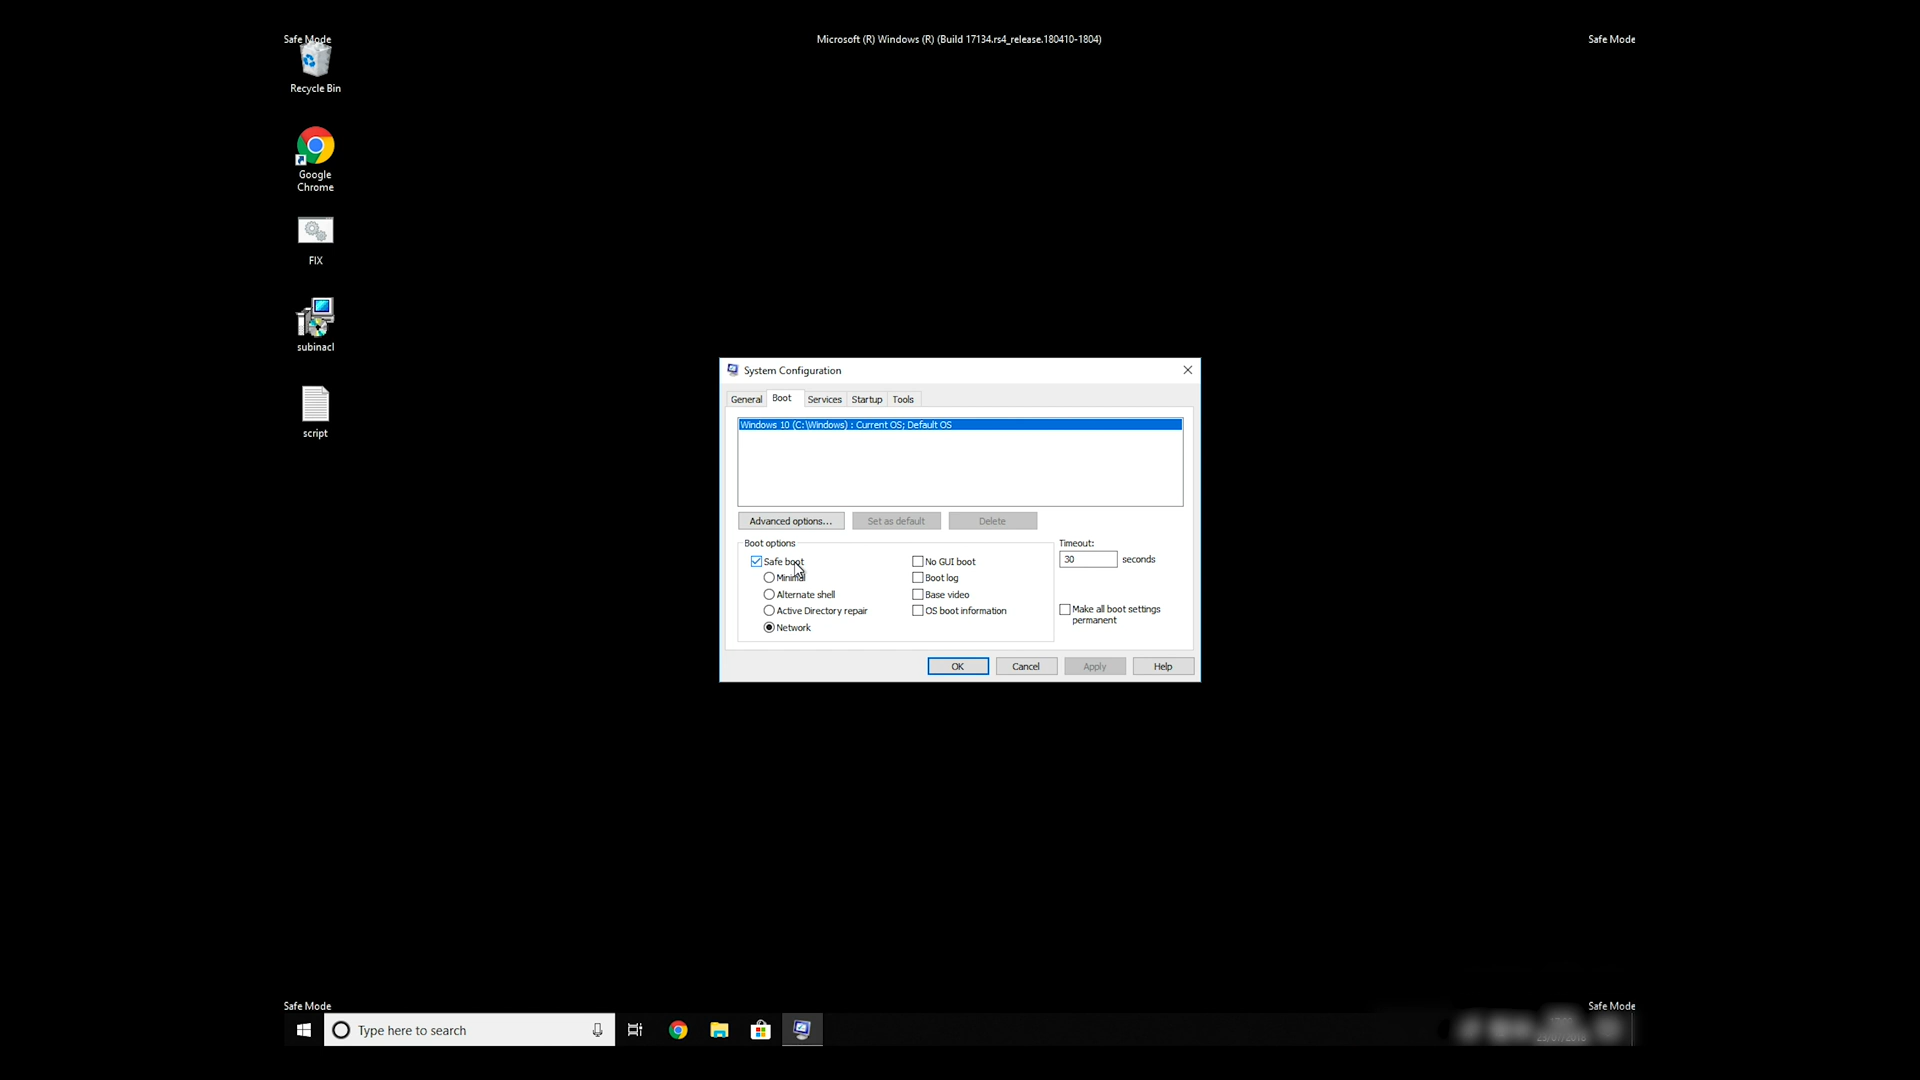 Safe Mode
Microsoft (R) Windows (R) (Build 17134.rs4_release.180410-1804)
Safe Mode
Recycle Bin
Google
Chrome
FIX
subinacl
script
System Configuration
General Boot Services Startup Tools
Windows 10 (C:\Windows) : Current OS; Default OS
Advanced options... Set as default Delete
Boot options
Timeout:
Safe boot
No GUI boot
30 seconds
Minimal
Boot log
Alternate shell
Base video
Active Directory repair
OS boot information
Make all boot settings
permanent
Network
OK Cancel Apply Help
Safe Mode
Safe Mode
Type here to search